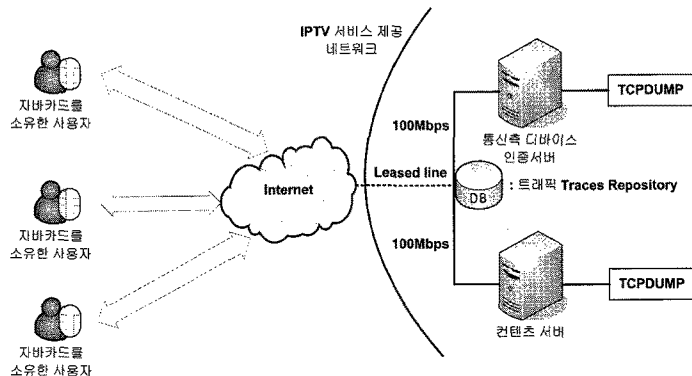 IPTV 서비스 제공
네트워크
자바카드를
소유한 사용자
TCPDUMP
100Mbps
통신측 디바이스
인증서버
Internet
Leased line
DB
: 트래픽 Traces Repository
자바카드를
소유한 사용자
100Mbps
TCPDUMP
컨텐츠 서버
자바카드를
소유한 사용자